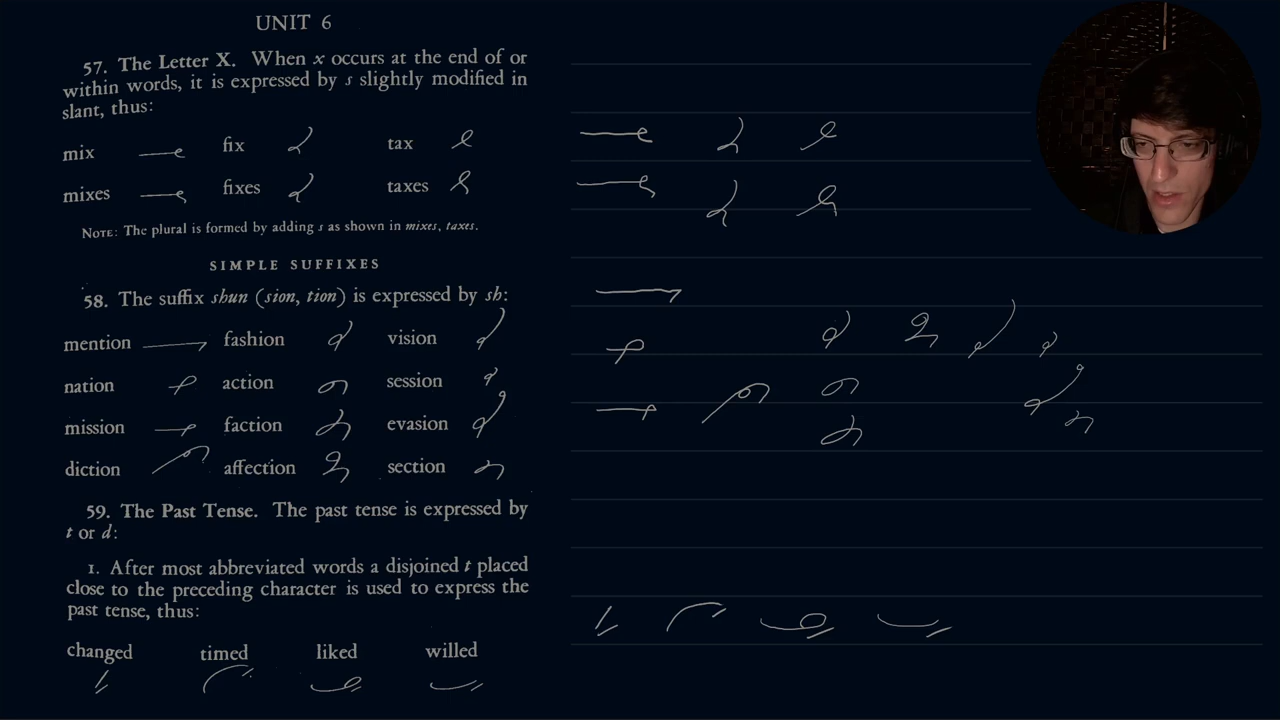 UNIT 6
57. The Letter X. When x occurs at the end of or
within words, it is expressed by s slightly modified in
slant, thus:
mix fix tax
mixes fixes taxes
NOTE: The plural is formed by adding s as shown in mixes, taxes.
SIMPLE SUFFIXES
58. The suffix shun (sion, tion) is expressed by sh:
mention fashion vision
nation action session
mission faction evasion
diction affection section
59. The Past Tense. The past tense is expressed by
t or d:
1. After most abbreviated words a disjoined t placed
close to the preceding character is used to express the
past tense, thus:
changed timed liked willed